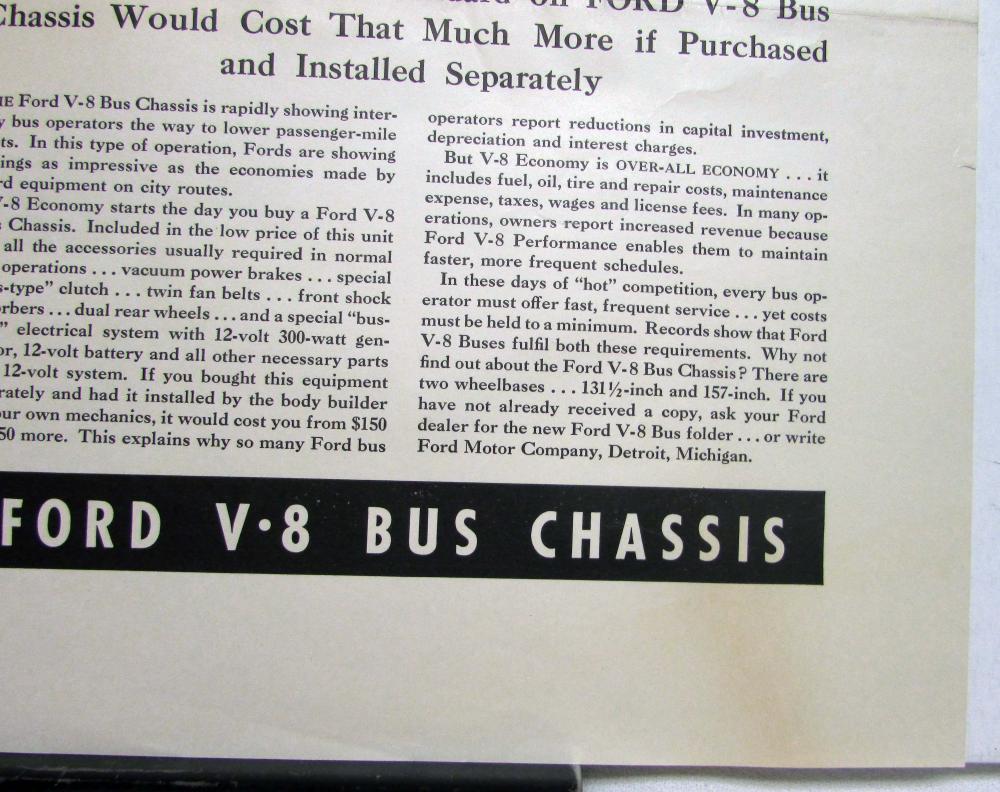 on FORD V-8 Bus
Chassis Would Cost That Much More if Purchased
and Installed Separately
Ford V-8 Bus Chassis is rapidly showing inter-
bus operators the way to lower passenger-mile
ts. In this type of operation, Fords are showing
ings as impressive as the economies made by
rd equipment on city routes.
V-8 Economy starts the day you buy a Ford V-8
Chassis. Included in the low price of this unit
all the accessories usually required in normal
operations . . . vacuum power brakes . . . special
s-type” clutch . . . twin fan belts . . . front shock
rbers . . . dual rear wheels . . . and a special “bus-
” electrical system with 12-volt 300-watt gen-
or, 12-volt battery and all other necessary parts
12-volt system. If you bought this equipment
rately and had it installed by the body builder
ur own mechanics, it would cost you from $150
50 more. This explains why so many Ford bus
operators report reductions in capital investment,
depreciation and interest charges.
But V-8 Economy is OVER-ALL ECONOMY . . . it
includes fuel, oil, tire and repair costs, maintenance
expense, taxes, wages and license fees. In many op-
erations, owners report increased revenue because
Ford V-8 Performance enables them to maintain
faster, more frequent schedules.
In these days of “hot” competition, every bus op-
erator must offer fast, frequent service . . . yet costs
must be held to a minimum. Records show that Ford
V-8 Buses fulfil both these requirements. Why not
find out about the Ford V-8 Bus Chassis? There are
two wheelbases . . . 131½-inch and 157-inch. If you
have not already received a copy, ask your Ford
dealer for the new Ford V-8 Bus folder . . . or write
Ford Motor Company, Detroit, Michigan.
FORD V·8 BUS CHASSIS